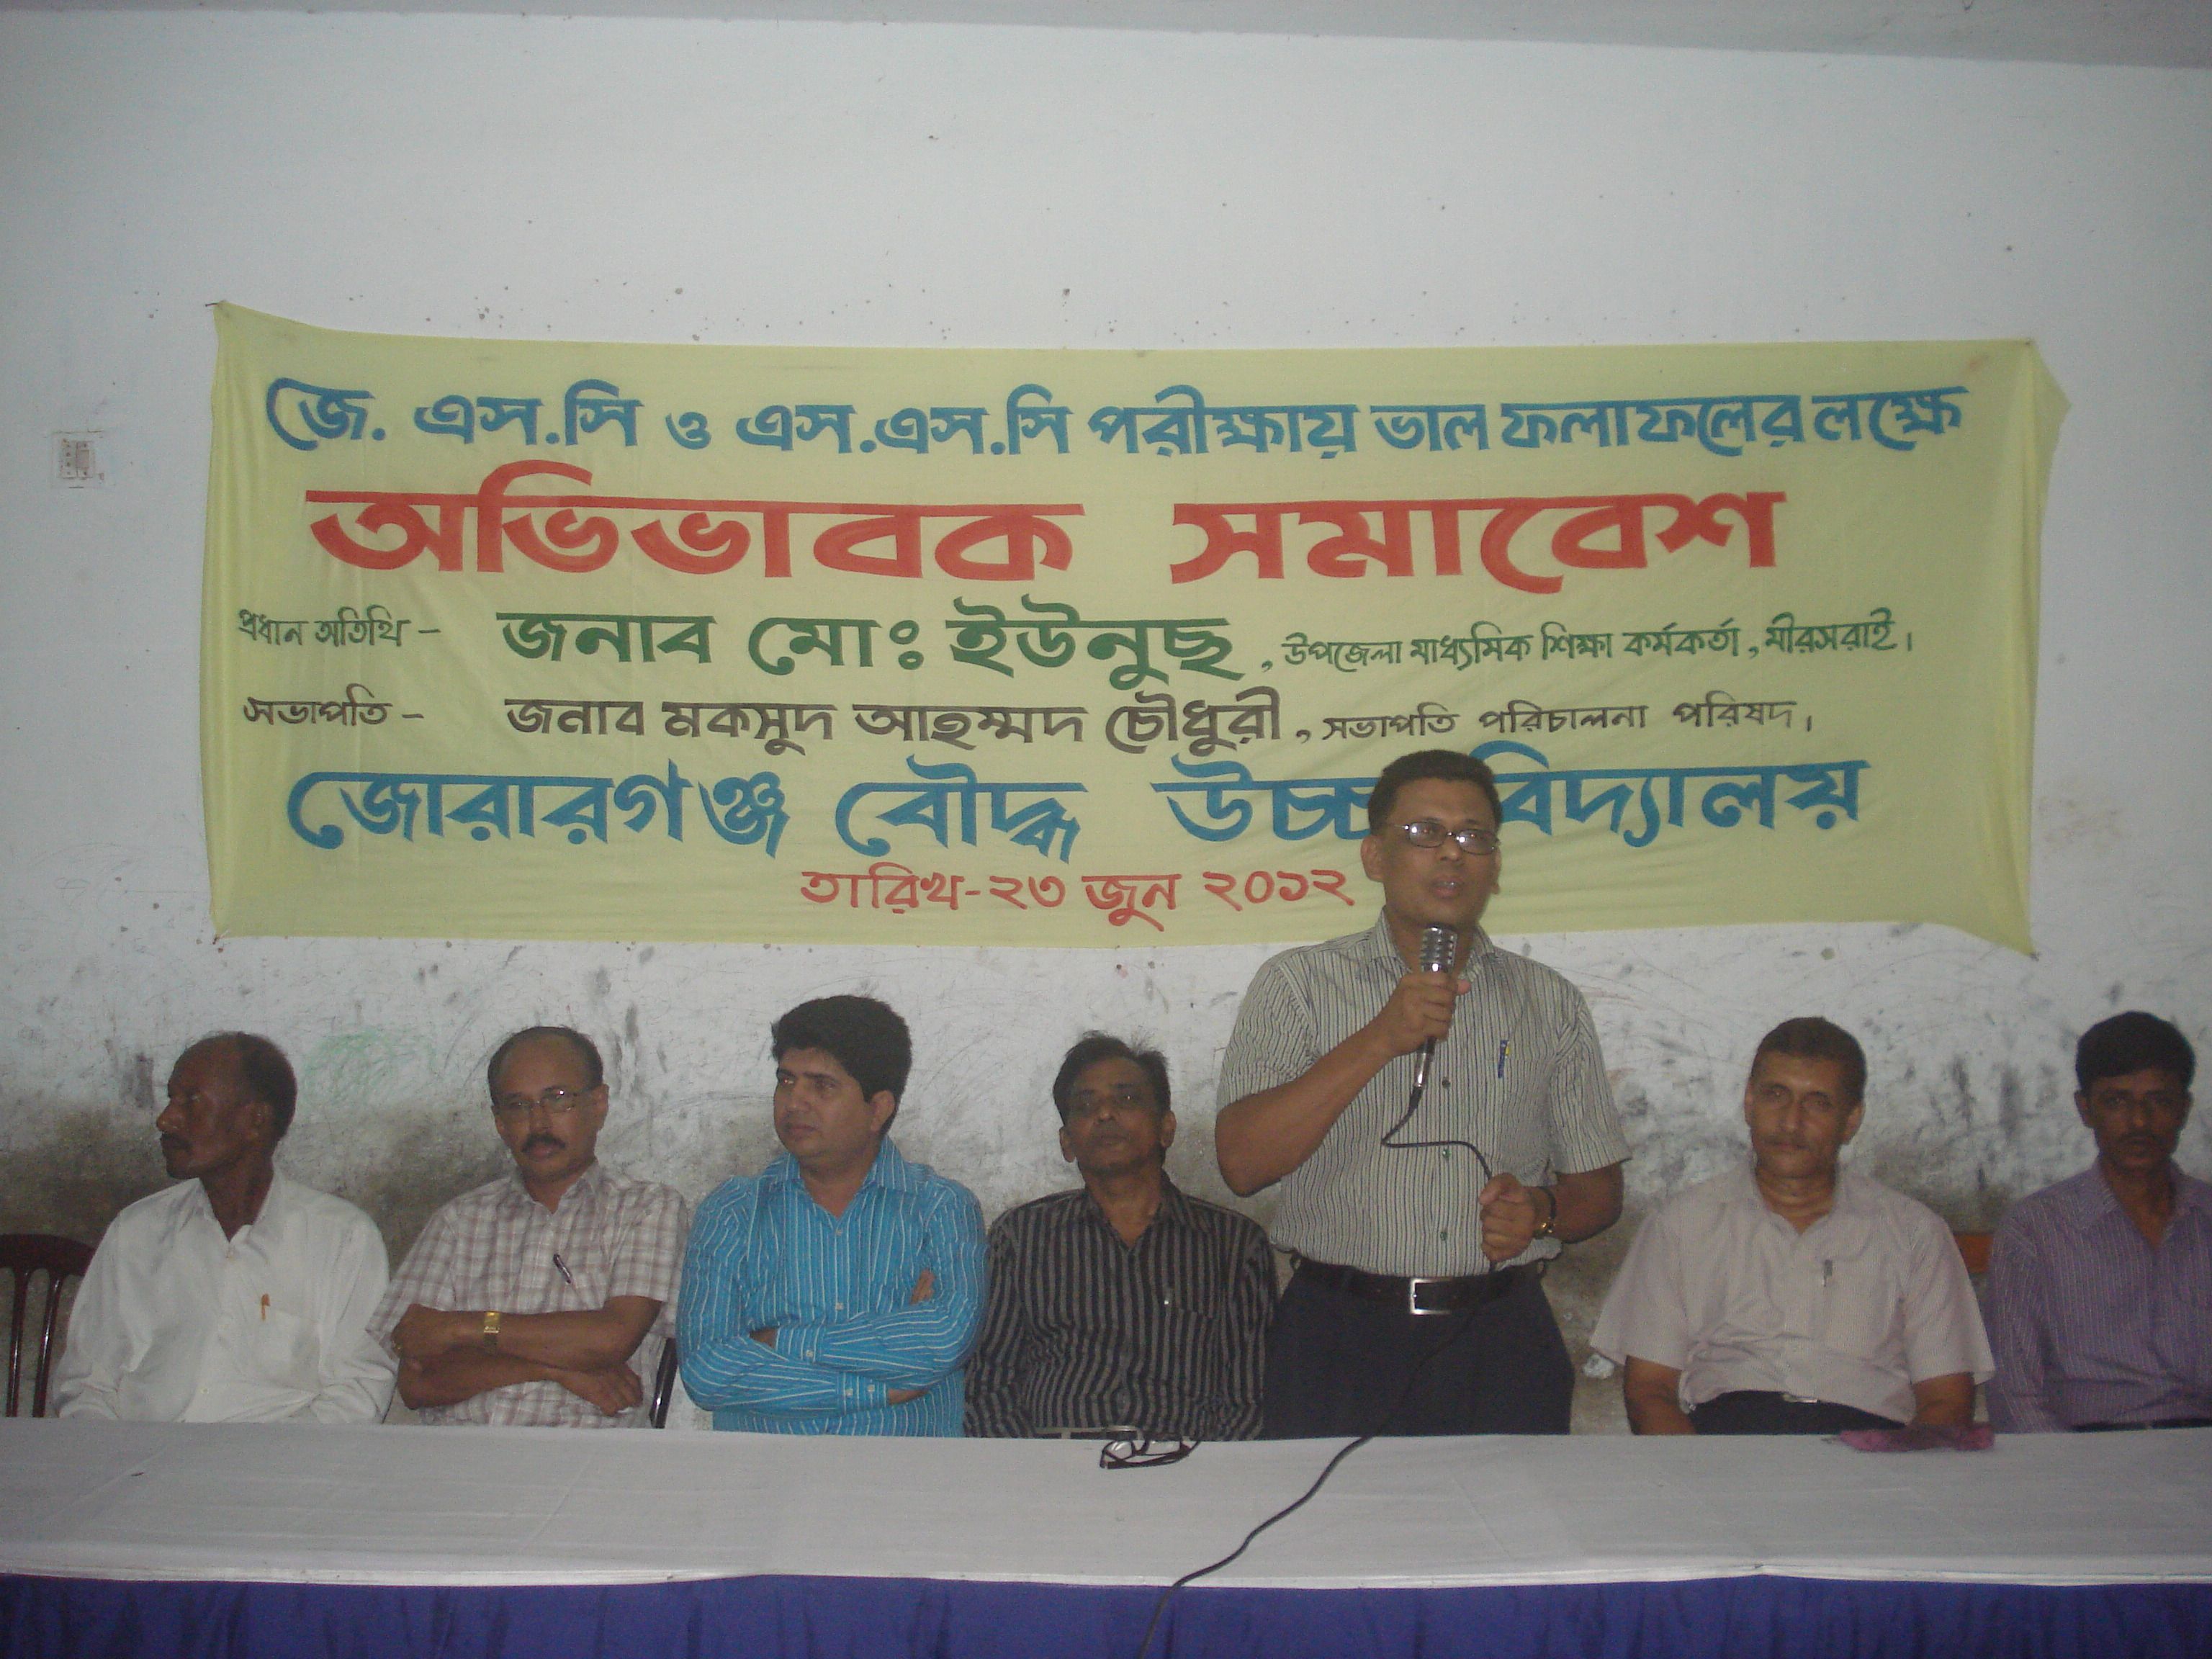 জে. এস.সি ও এস.এস.সি পরীক্ষায় ভাল ফলাফলের লক্ষে
অভিভাবক সমাবেশ
প্রধান অতিথি – জনাব মোঃ ইউনুছ, উপজেলা মাধ্যমিক শিক্ষা কর্মকর্তা, মীরসরাই।
সভাপতি – জনাব মকসুদ আহম্মদ চৌধুরী, সভাপতি পরিচালনা পরিষদ।
জোরারগঞ্জ বৌদ্ধ উচ্চ বিদ্যালয়
তারিখ-২৩ জুন ২০১২